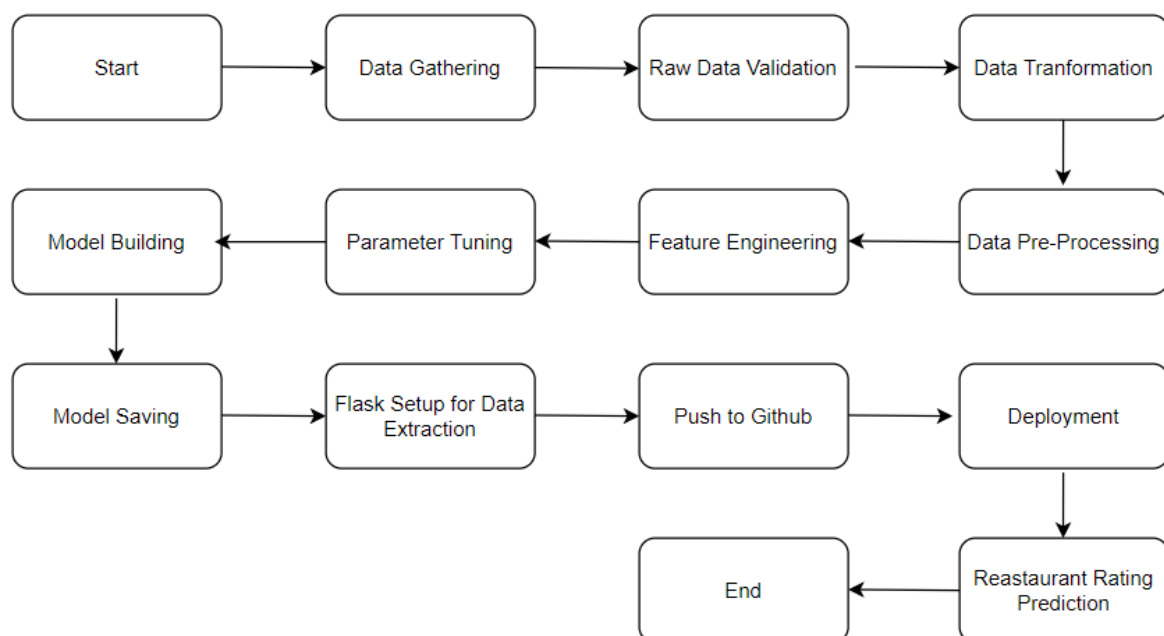 Start
Data Gathering
Raw Data Validation
Data Tranformation
Model Building
Parameter Tuning
Feature Engineering
Data Pre-Processing
Model Saving
Flask Setup for Data
Extraction
Push to Github
Deployment
End
Reastaurant Rating
Prediction